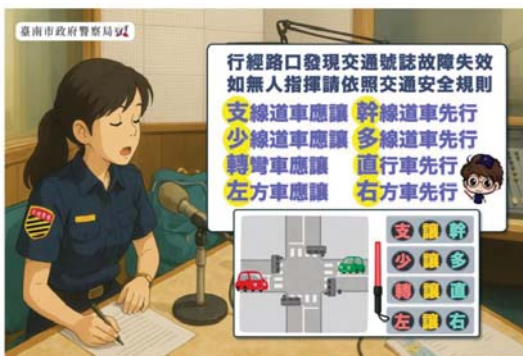 臺南市政府警察局
行經路口發現交通號誌故障失效
如無人指揮請依照交通安全規則
支線道車應讓 幹線道車先行
少線道車應讓 多線道車先行
轉彎車應讓 直行車先行
左方車應讓 右方車先行
支讓幹
少讓多
轉讓直
左讓右